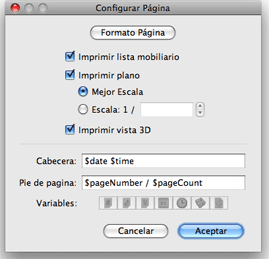 Configurar Página
Formato Página
Imprimir lista mobiliario
Imprimir plano
Mejor Escala
Escala: 1 /
Imprimir vista 3D
Cabecera: $date $time
Pie de pagina: $pageNumber / $pageCount
Variables:
Cancelar Aceptar